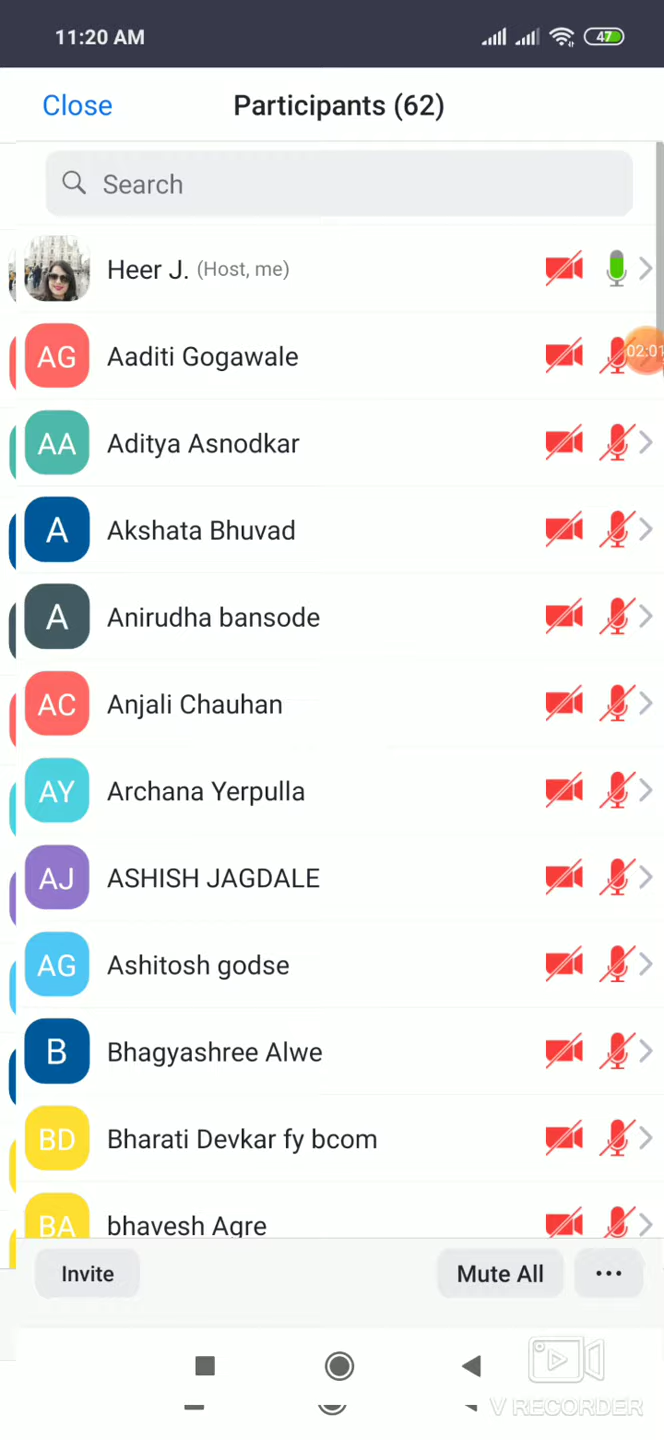 11:20 AM 47
Close Participants (62)
Search
Heer J. (Host, me)
AG Aaditi Gogawale 02:01
AA Aditya Asnodkar
A Akshata Bhuvad
A Anirudha bansode
AC Anjali Chauhan
AY Archana Yerpulla
AJ ASHISH JAGDALE
AG Ashitosh godse
B Bhagyashree Alwe
BD Bharati Devkar fy bcom
BA bhavesh Agre
Invite Mute All ...
V RECORDER